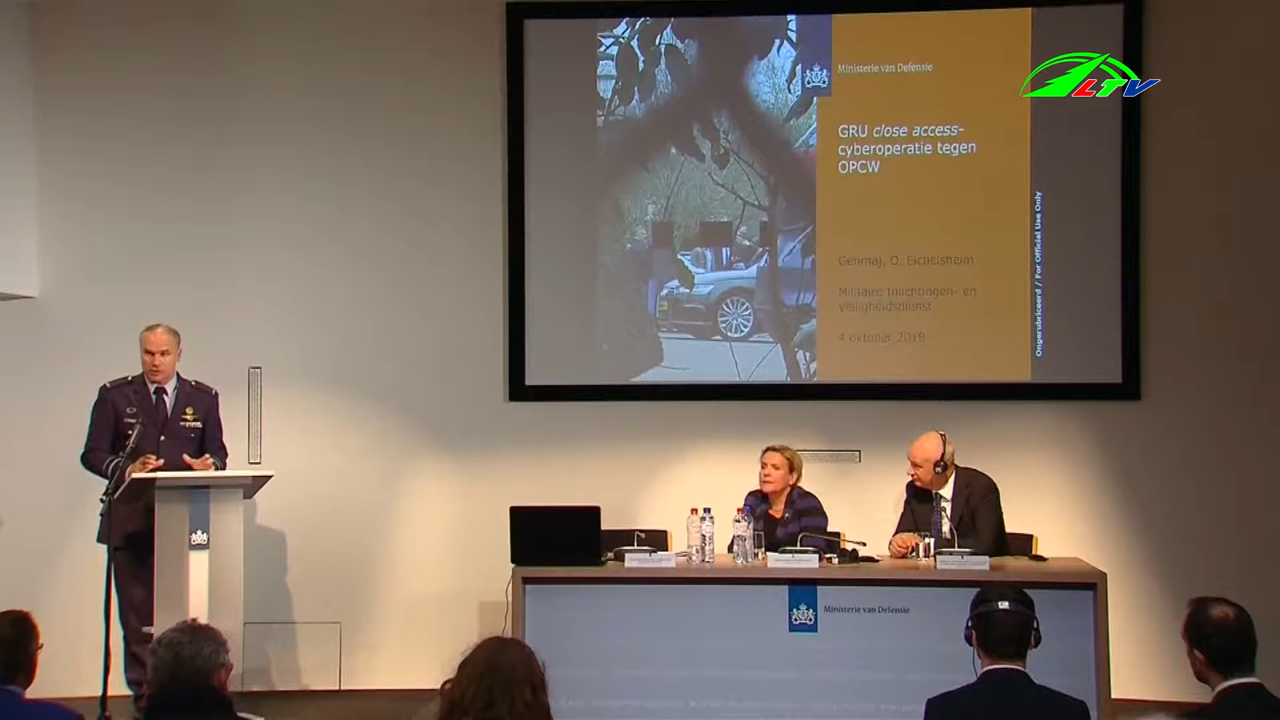 Ministerie van Defensie
LTV
GRU close access-
cyberoperatie tegen
OPCW
Genmaj. O. Eichelsheim
Militaire Inlichtingen- en
Veiligheidsdienst
4 oktober 2018
Ongerubriceerd / For Official Use Only
Ministerie van Defensie